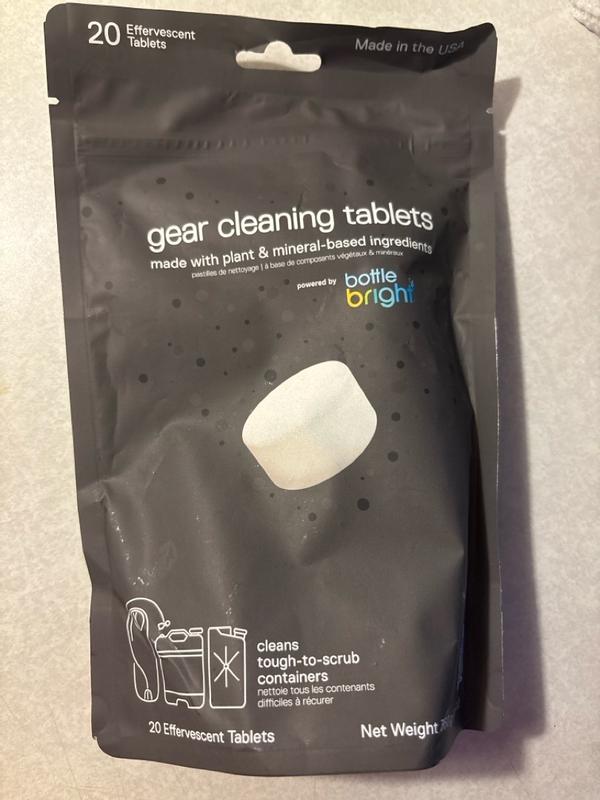 20 Effervescent
Tablets
Made in the USA
gear cleaning tablets
made with plant & mineral-based ingredients
pastilles de nettoyage | à base de composants végétaux & minéraux
powered by bottle
bright
cleans
tough-to-scrub
containers
nettoie tous les contenants
difficiles à récurer
20 Effervescent Tablets
Net Weight